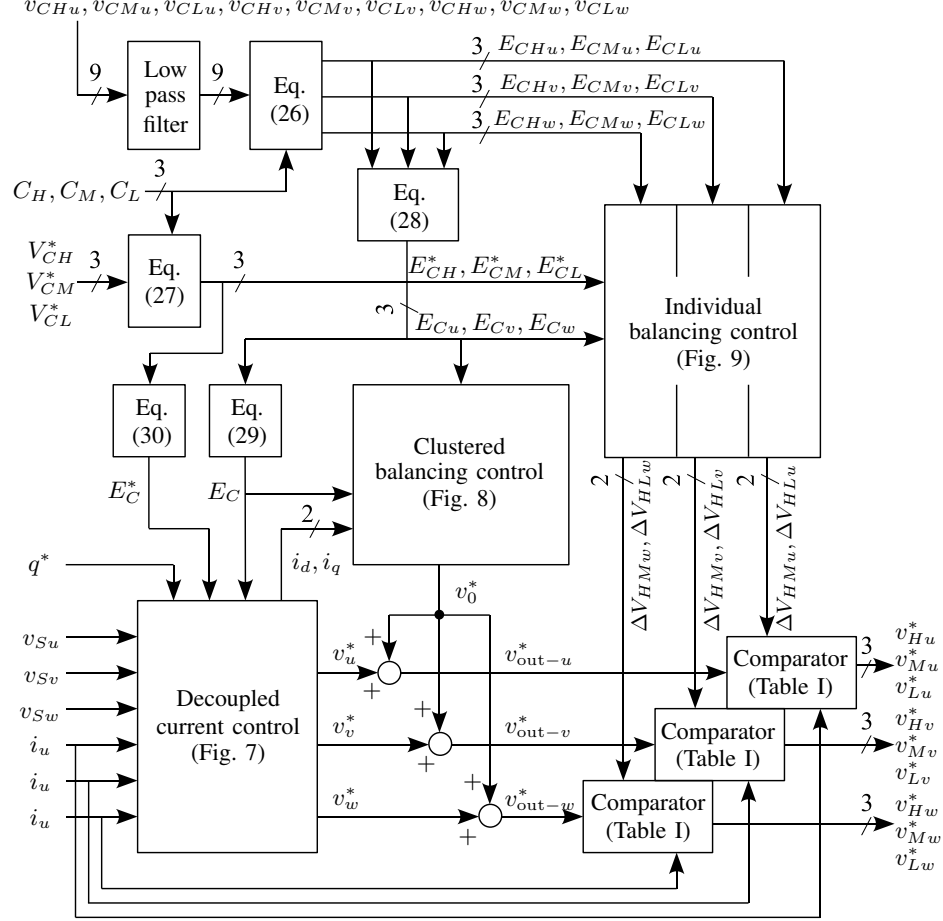 v_{CHu}, v_{CMu}, v_{CLu}, v_{CHv}, v_{CMv}, v_{CLv}, v_{CHw}, v_{CMw}, v_{CLw}
9
Low
pass
filter
9
Eq.
(26)
3
E_{CHu}, E_{CMu}, E_{CLu}
3
E_{CHv}, E_{CMv}, E_{CLv}
3
E_{CHw}, E_{CMw}, E_{CLw}
C_H, C_M, C_L
3
Eq.
(28)
V^*_{CH}
V^*_{CM}
V^*_{CL}
3
Eq.
(27)
3
E^*_{CH}, E^*_{CM}, E^*_{CL}
3
E_{Cu}, E_{Cv}, E_{Cw}
Individual
balancing control
(Fig. 9)
Eq.
(30)
Eq.
(29)
Clustered
balancing control
(Fig. 8)
E^*_C
E_C
2
i_d, i_q
2
ΔV_{HMw}, ΔV_{HLw}
2
ΔV_{HMv}, ΔV_{HLv}
2
ΔV_{HMu}, ΔV_{HLu}
q^*
v^*_0
v_{Su}
v_{Sv}
v_{Sw}
i_u
i_u
i_u
Decoupled
current control
(Fig. 7)
v^*_u
+
+
v^*_{out-u}
Comparator
(Table I)
3
v^*_{Hu}
v^*_{Mu}
v^*_{Lu}
v^*_v
+
+
v^*_{out-v}
Comparator
(Table I)
3
v^*_{Hv}
v^*_{Mv}
v^*_{Lv}
v^*_w
+
+
v^*_{out-w}
Comparator
(Table I)
3
v^*_{Hw}
v^*_{Mw}
v^*_{Lw}